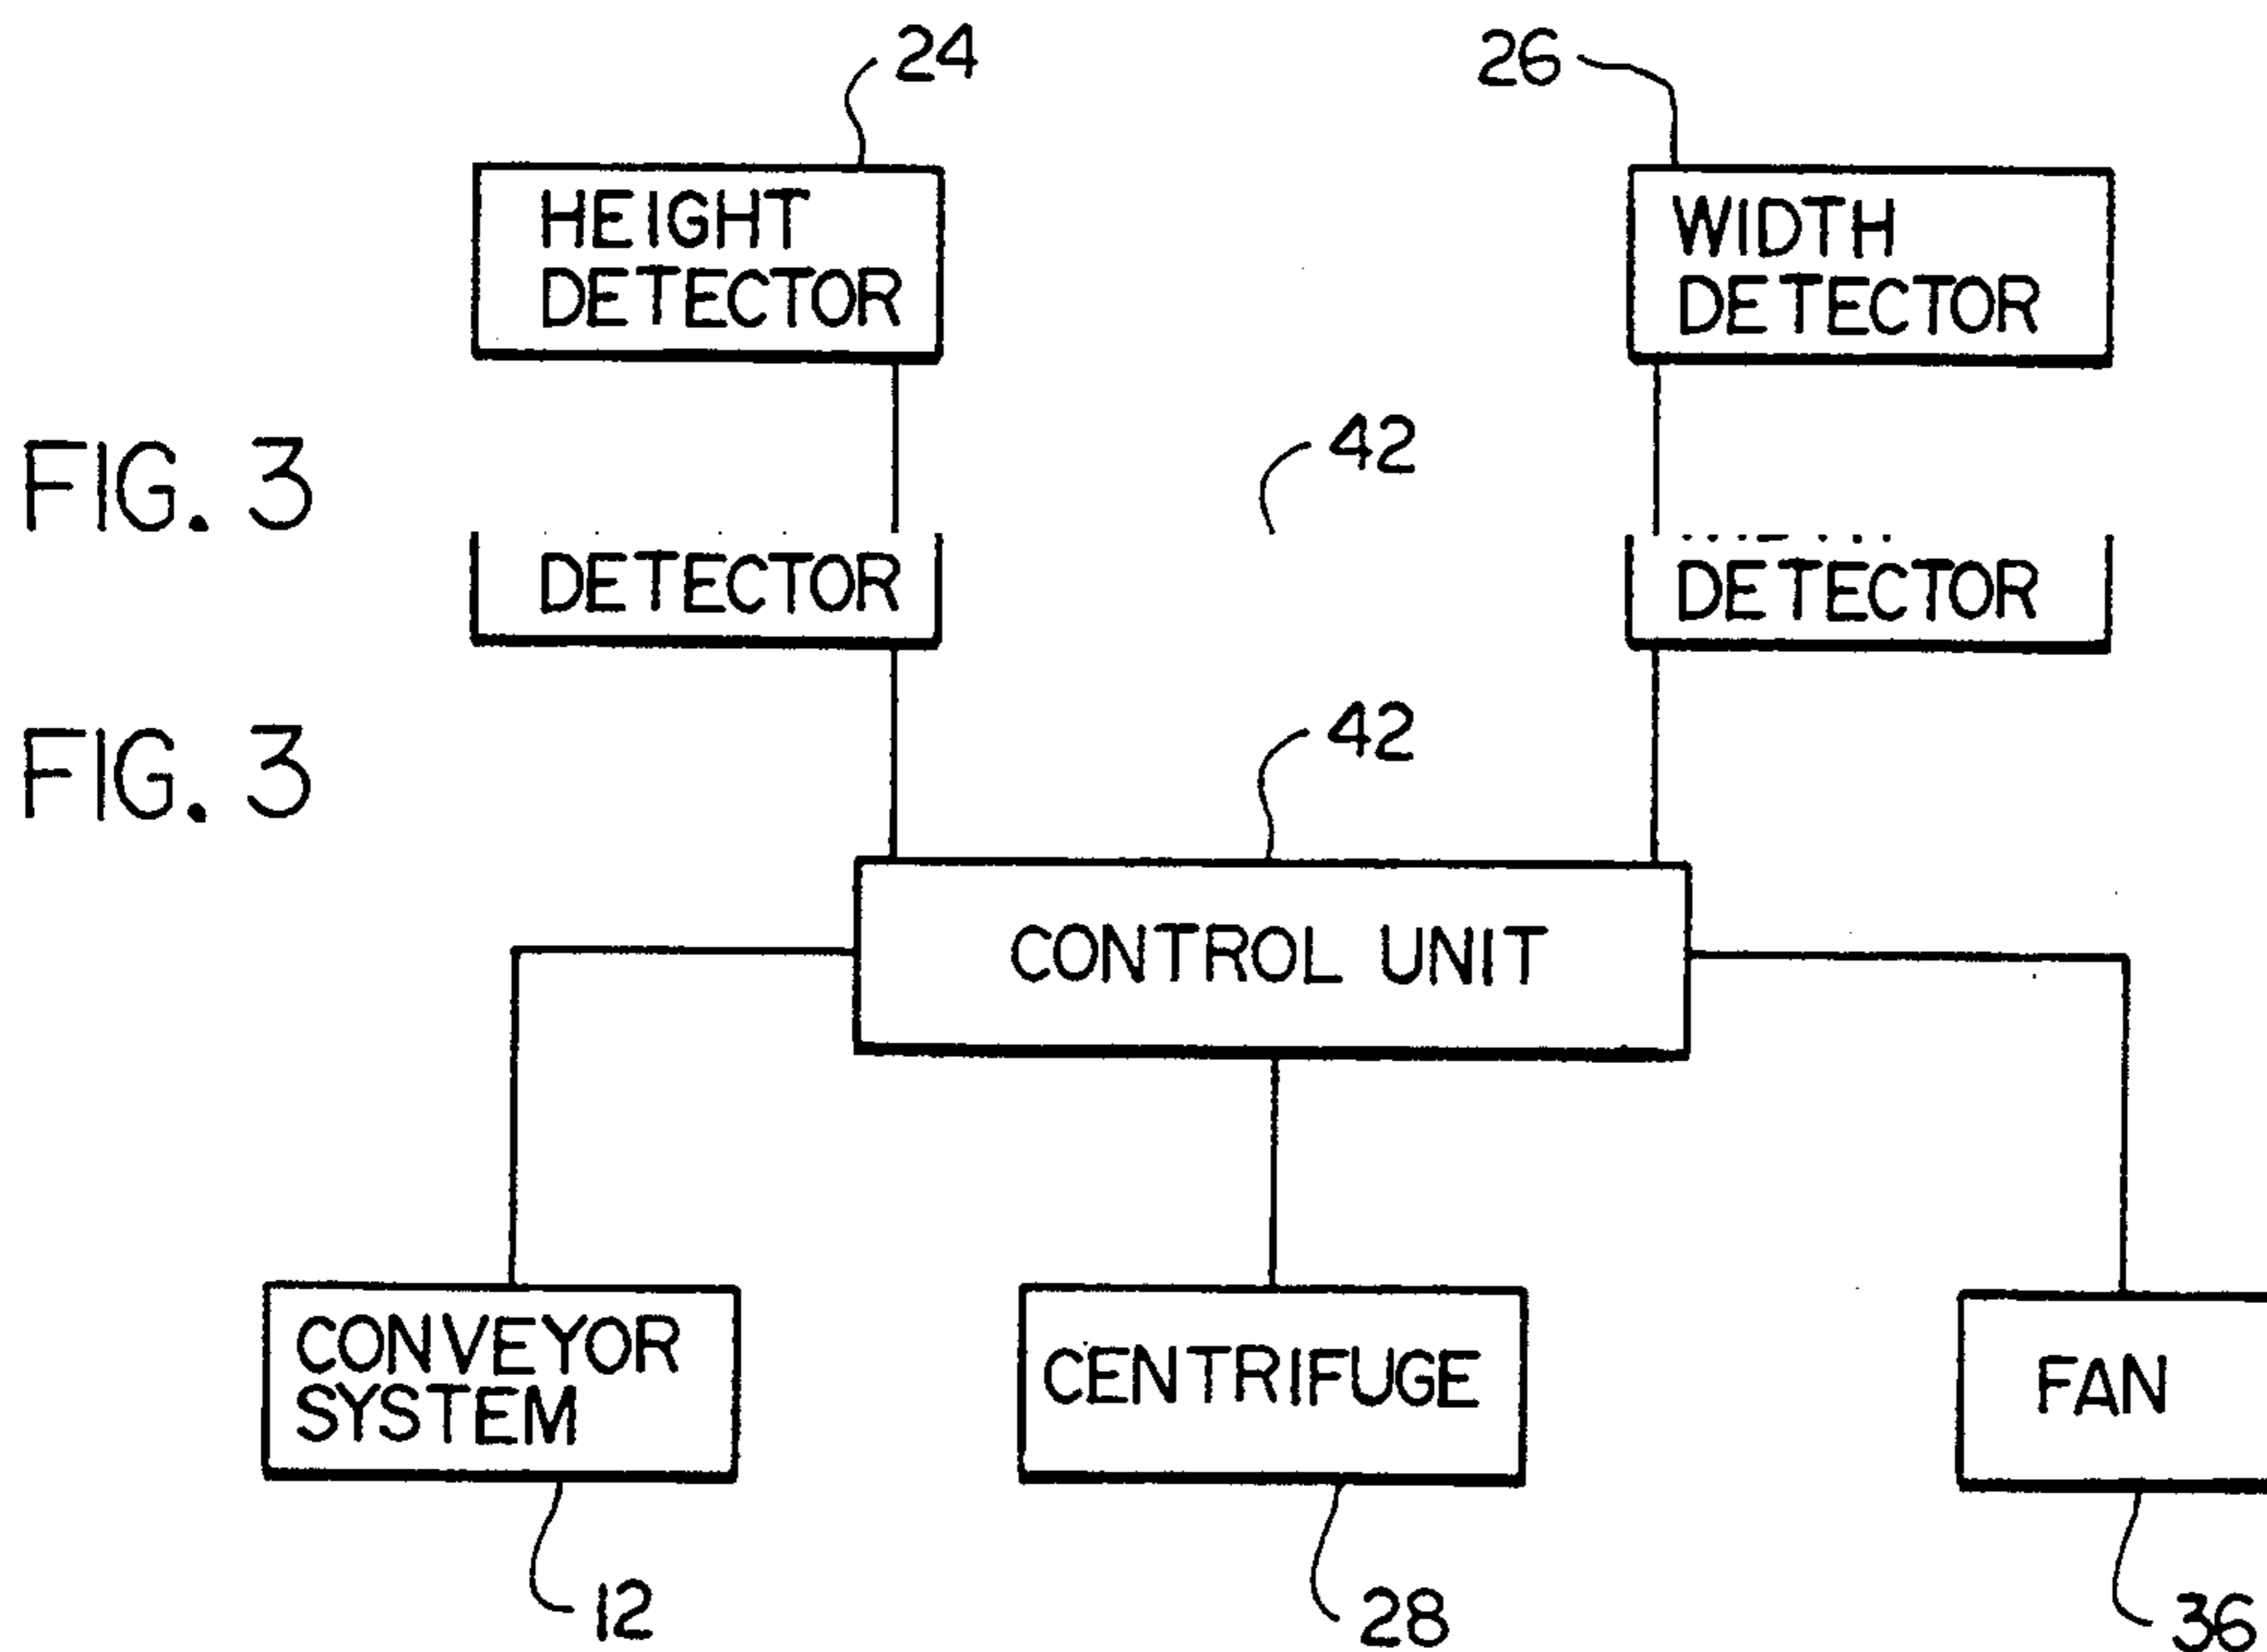 24
26
HEIGHT
DETECTOR
WIDTH
DETECTOR
42
FIG. 3
DETECTOR
DETECTOR
42
FIG. 3
CONTROL UNIT
CONVEYOR
SYSTEM
CENTRIFUGE
FAN
12
28
36